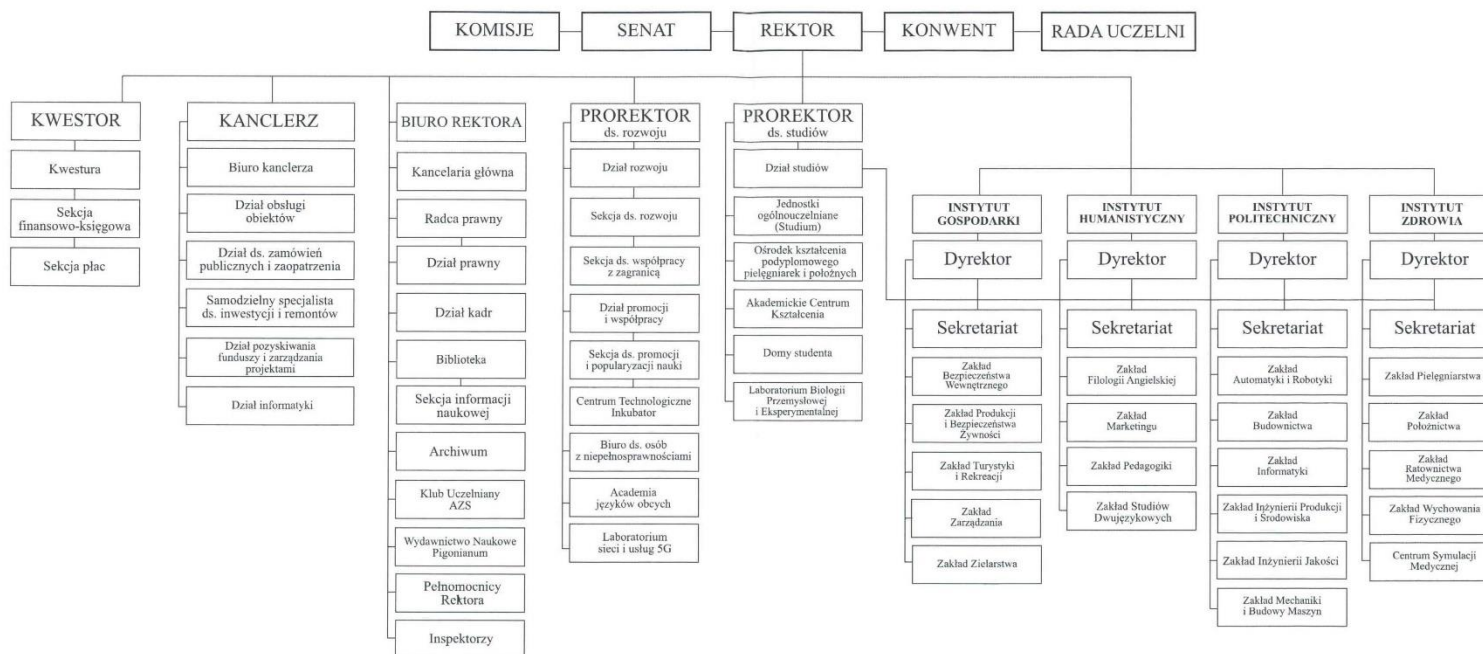 KOMISJE
SENAT
REKTOR
KONWENT
RADA UCZELNI
KWESTOR
Kwestura
Sekcja
finansowo-księgowa
Sekcja płac
KANCLERZ
Biuro kanclerza
Dział obsługi
obiektów
Dział ds. zamówień
publicznych i zaopatrzenia
Samodzielny specjalista
ds. inwestycji i remontów
Dział pozyskiwania
funduszy i zarządzania
projektami
Dział informatyki
BIURO REKTORA
Kancelaria główna
Radca prawny
Dział prawny
Dział kadr
Biblioteka
Sekcja informacji
naukowej
Archiwum
Klub Uczelniany
AZS
Wydawnictwo Naukowe
Pigonianum
Pełnomocnicy
Rektora
Inspektorzy
PROREKTOR
ds. rozwoju
Dział rozwoju
Sekcja ds. rozwoju
Sekcja ds. współpracy
z zagranicą
Dział promocji
i współpracy
Sekcja ds. promocji
i popularyzacji nauki
Centrum Technologiczne
Inkubator
Biuro ds. osób
z niepełnosprawnościami
Academia
języków obcych
Laboratorium
sieci i usług 5G
PROREKTOR
ds. studiów
Dział studiów
Jednostki
ogólnouczelniane
(Studium)
Ośrodek kształcenia
podyplomowego
pielęgniarek i położnych
Akademickie Centrum
Kształcenia
Domy studenta
Laboratorium Biologii
Przemysłowej
i Eksperymentalnej
INSTYTUT
GOSPODARKI
Dyrektor
Sekretariat
Zakład
Bezpieczeństwa
Wewnętrznego
Zakład Produkcji
i Bezpieczeństwa
Żywności
Zakład Turystyki
i Rekreacji
Zakład
Zarządzania
Zakład Zielarstwa
INSTYTUT
HUMANISTYCZNY
Dyrektor
Sekretariat
Zakład
Filologii Angielskiej
Zakład
Marketingu
Zakład Pedagogiki
Zakład Studiów
Dwujęzykowych
INSTYTUT
POLITECHNICZNY
Dyrektor
Sekretariat
Zakład
Automatyki i Robotyki
Zakład
Budownictwa
Zakład
Informatyki
Zakład Inżynierii Produkcji
i Środowiska
Zakład Inżynierii Jakości
Zakład Mechaniki
i Budowy Maszyn
INSTYTUT
ZDROWIA
Dyrektor
Sekretariat
Zakład Pielęgniarstwa
Zakład
Położnictwa
Zakład
Ratownictwa
Medycznego
Zakład Wychowania
Fizycznego
Centrum Symulacji
Medycznej